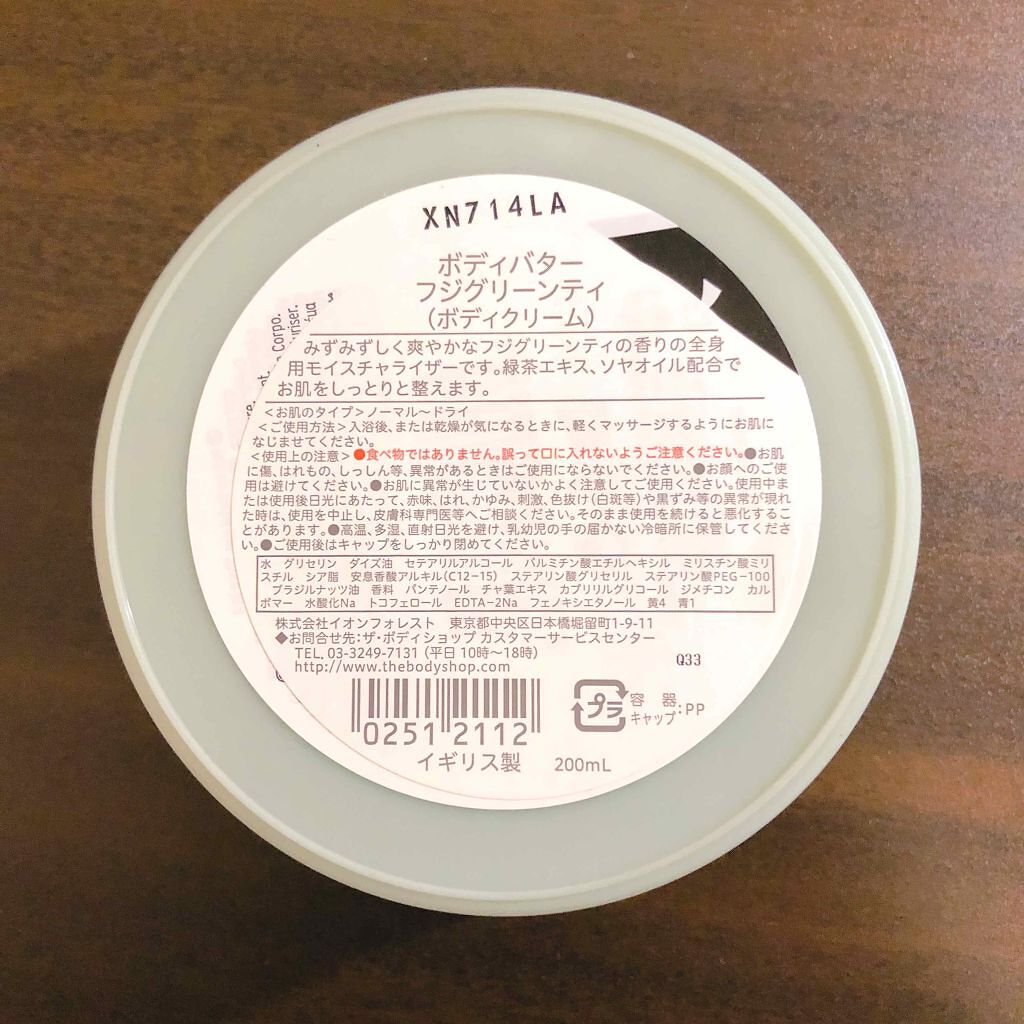 XN714LA
ボディバター
フジグリーンティ
(ボディクリーム)
みずみずしく爽やかなフジグリーンティの香りの全身
用モイスチャライザーです。緑茶エキス、ソヤオイル配合で
お肌をしっとりと整えます。
<お肌のタイプ>ノーマル〜ドライ
<ご使用方法>入浴後、または乾燥が気になるときに、軽くマッサージするようにお肌に
なじませてください。
<使用上の注意>●食べ物ではありません。誤って口に入れないようご注意ください。●お肌
に傷、はれもの、しっしん等、異常があるときはご使用にならないでください。●お顔へのご使
用は避けてください。●お肌に異常が生じていないかよく注意してご使用ください。使用中ま
たは使用後日光にあたって、赤味、はれ、かゆみ、刺激、色抜け(白斑等)や黒ずみ等の異常が現れ
た時は、使用を中止し、皮膚科専門医等へご相談ください。そのまま使用を続けると悪化するこ
とがあります。●高温、多湿、直射日光を避け、乳幼児の手の届かない冷暗所に保管してくださ
い。●ご使用後はキャップをしっかり閉めてください。
水 グリセリン ダイズ油 セテアリルアルコール パルミチン酸エチルヘキシル ミリスチン酸ミリ
スチル シア脂 安息香酸アルキル(C12-15) ステアリン酸グリセリル ステアリン酸PEG-100
ブラジルナッツ油 香料 パンテノール チャ葉エキス カプリリルグリコール ジメチコン カル
ボマー 水酸化Na トコフェロール EDTA-2Na フェノキシエタノール 黄4 青1
株式会社イオンフォレスト 東京都中央区日本橋堀留町1-9-11
◆お問合せ先:ザ・ボディショップ カスタマーサービスセンター
TEL, 03-3249-7131 (平日 10時〜18時)
http://www.thebodyshop.com
Q33
プラ
容器
キャップ:PP
0251 2112
イギリス製 200mL
Corpo.